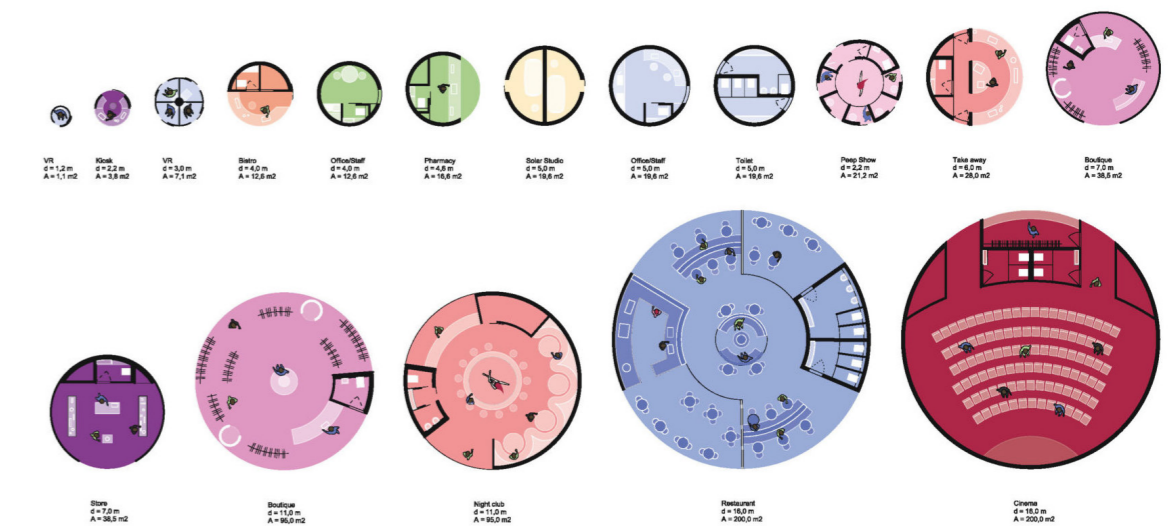 VR
d = 1,2 m
A = 1,1 m2
Kiosk
d = 2,2 m
A = 3,8 m2
VR
d = 3,0 m
A = 7,1 m2
Bistro
d = 4,0 m
A = 12,6 m2
Office/Staff
d = 4,0 m
A = 12,6 m2
Pharmacy
d = 4,6 m
A = 16,6 m2
Solar Studio
d = 5,0 m
A = 19,6 m2
Office/Staff
d = 5,0 m
A = 19,6 m2
Toilet
d = 5,0 m
A = 19,6 m2
Peep Show
d = 2,2 m
A = 21,2 m2
Take away
d = 6,0 m
A = 28,0 m2
Boutique
d = 7,0 m
A = 38,5 m2
Store
d = 7,0 m
A = 38,5 m2
Boutique
d = 11,0 m
A = 95,0 m2
Night club
d = 11,0 m
A = 95,0 m2
Restaurant
d = 16,0 m
A = 200,0 m2
Cinema
d = 16,0 m
A = 200,0 m2